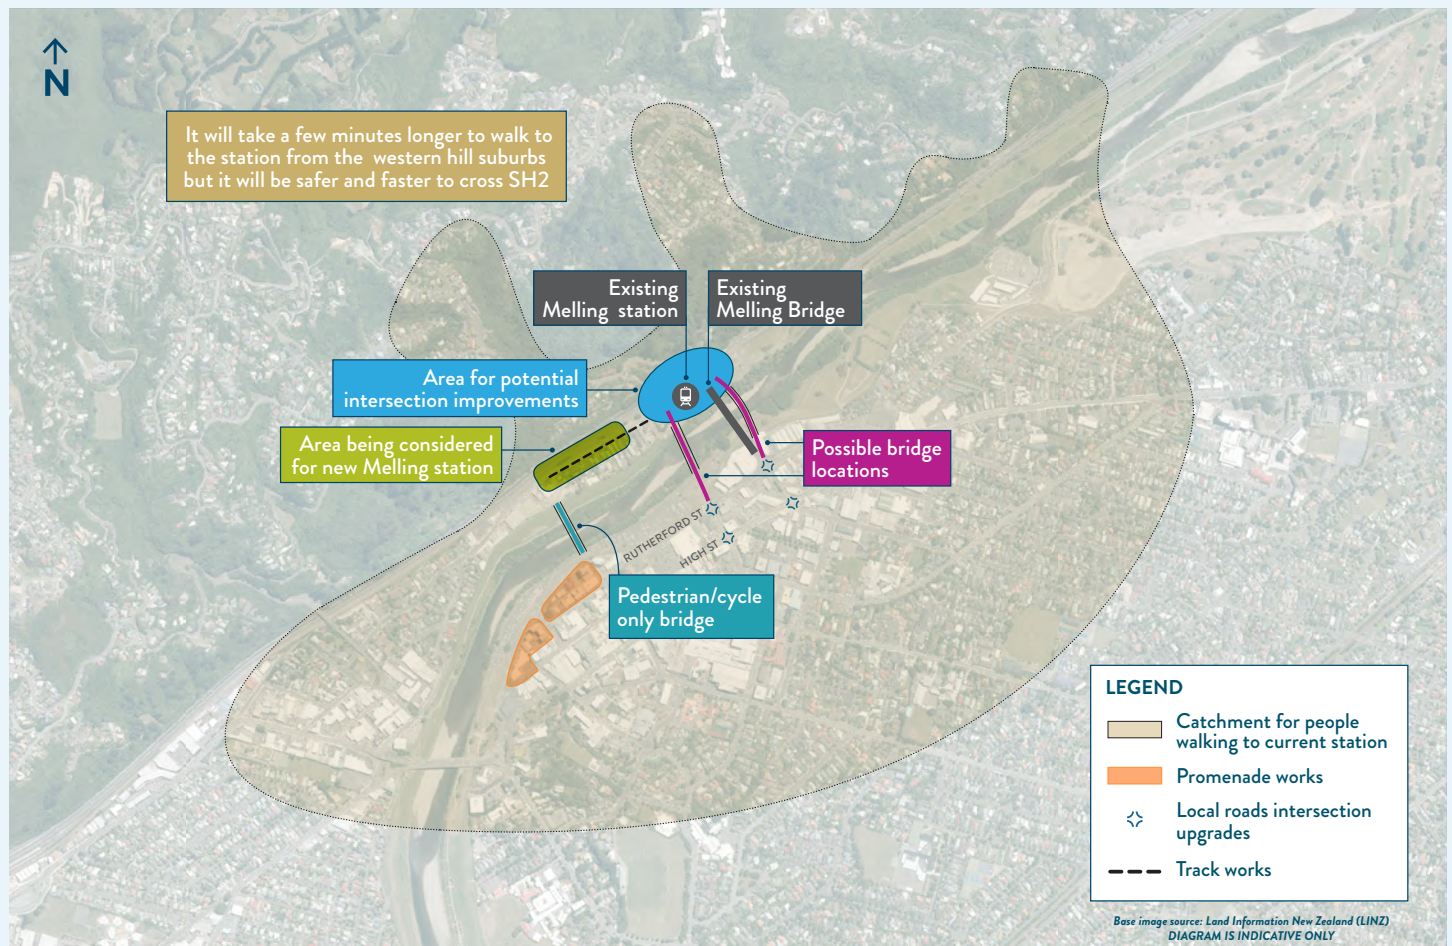 N
It will take a few minutes longer to walk to
the station from the western hill suburbs
but it will be safer and faster to cross SH2
Existing
Melling station
Existing
Melling Bridge
Area for potential
intersection improvements
Area being considered
for new Melling station
Possible bridge
locations
RUTHERFORD ST
HIGH ST
Pedestrian/cycle
only bridge
LEGEND
Catchment for people
walking to current station
Promenade works
Local roads intersection
upgrades
Track works
Base image source: Land Information New Zealand (LINZ)
DIAGRAM IS INDICATIVE ONLY